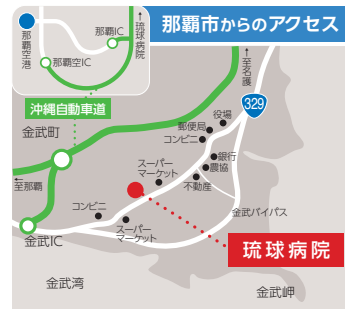 那覇市からのアクセス
那覇IC
↑琉球病院
那覇空港
那覇空IC
沖縄自動車道
↑至名護
329
金武町
役場
郵便局
コンビニ
銀行
農協
スーパー
マーケット
不動産
←至那覇
コンビニ
金武バイパス
スーパー
マーケット
金武IC
琉球病院
金武湾
金武岬